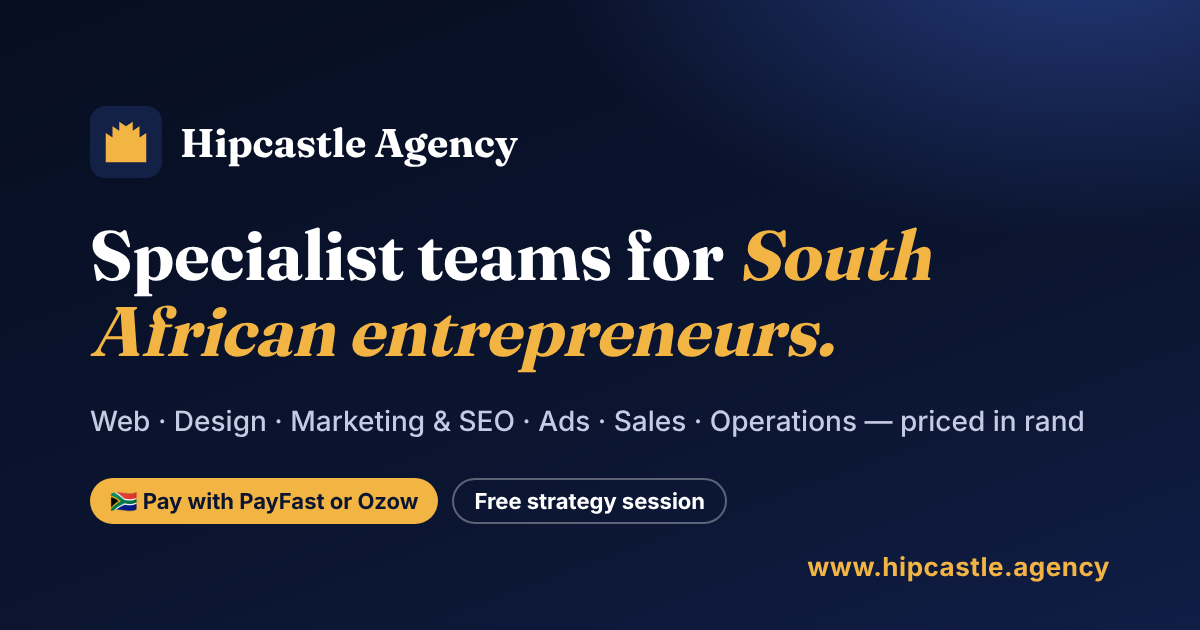 Hipcastle Agency
Specialist teams for South
African entrepreneurs.
Web · Design · Marketing & SEO · Ads · Sales · Operations — priced in rand
🇿🇦 Pay with PayFast or Ozow
Free strategy session
www.hipcastle.agency